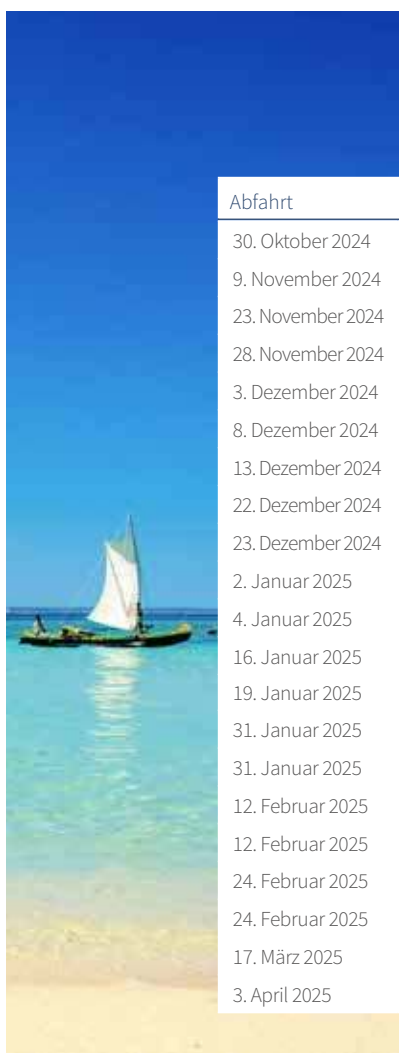 Abfahrt
30. Oktober 2024
9. November 2024
23. November 2024
28. November 2024
3. Dezember 2024
8. Dezember 2024
13. Dezember 2024
22. Dezember 2024
23. Dezember 2024
2. Januar 2025
4. Januar 2025
16. Januar 2025
19. Januar 2025
31. Januar 2025
31. Januar 2025
12. Februar 2025
12. Februar 2025
24. Februar 2025
24. Februar 2025
17. März 2025
3. April 2025